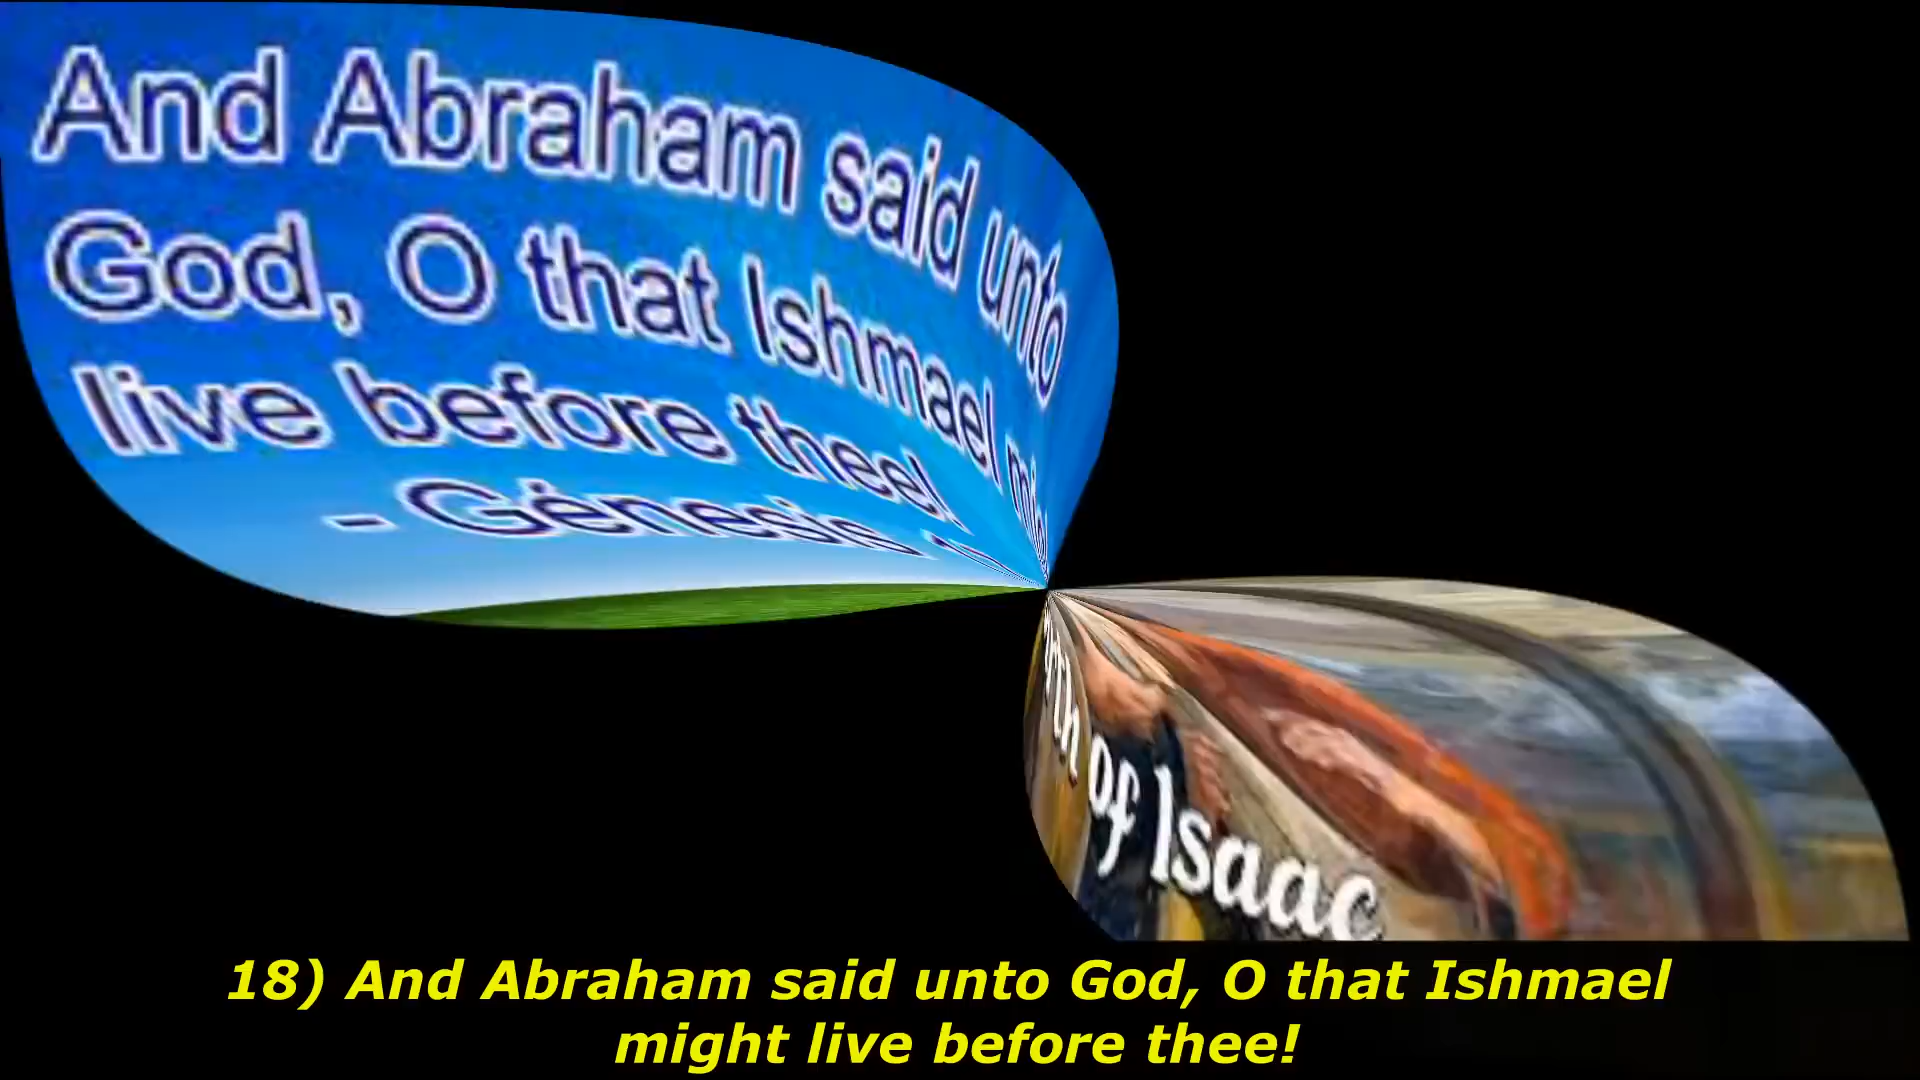 And Abraham said unto
God, O that Ishmael
live before thee!
- Génesis
of Isaac
18) And Abraham said unto God, O that Ishmael
might live before thee!